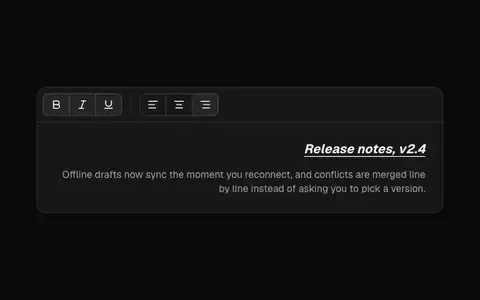 B I U
Release notes, v2.4
Offline drafts now sync the moment you reconnect, and conflicts are merged line
by line instead of asking you to pick a version.